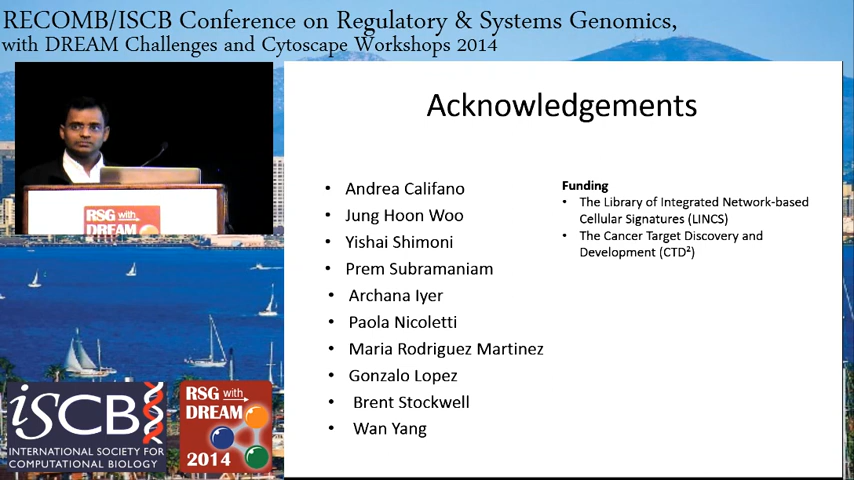 RECOMB/ISCB Conference on Regulatory & Systems Genomics,
with DREAM Challenges and Cytoscape Workshops 2014
RSG with
DREAM
Acknowledgements
• Andrea Califano
• Jung Hoon Woo
• Yishai Shimoni
• Prem Subramaniam
• Archana Iyer
• Paola Nicoletti
• Maria Rodriguez Martinez
• Gonzalo Lopez
• Brent Stockwell
• Wan Yang
Funding
• The Library of Integrated Network-based
Cellular Signatures (LINCS)
• The Cancer Target Discovery and
Development (CTD²)
iSCB
INTERNATIONAL SOCIETY FOR
COMPUTATIONAL BIOLOGY
RSG with
DREAM
2014